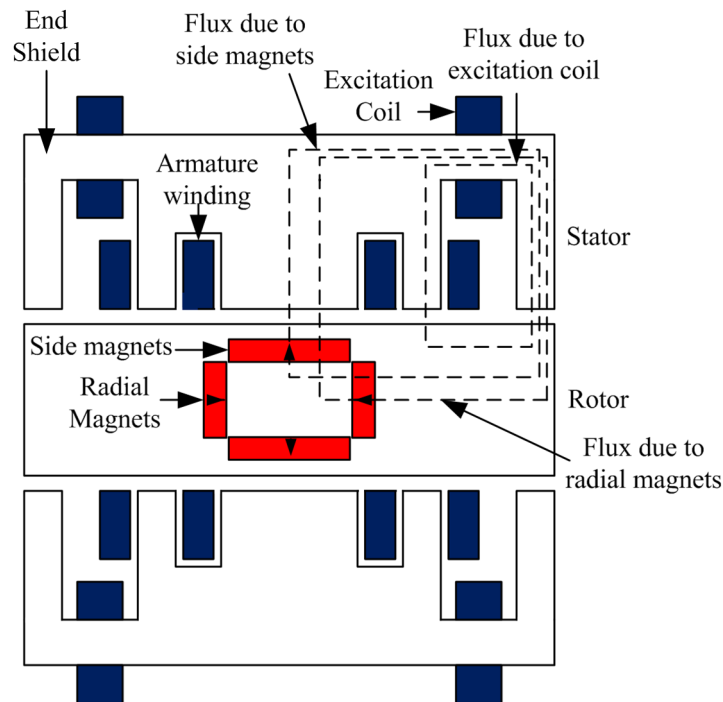 End
Shield
Flux due to
side magnets
Excitation
Coil
Flux due to
excitation coil
Armature
winding
Stator
Side magnets
Radial
Magnets
Rotor
Flux due to
radial magnets